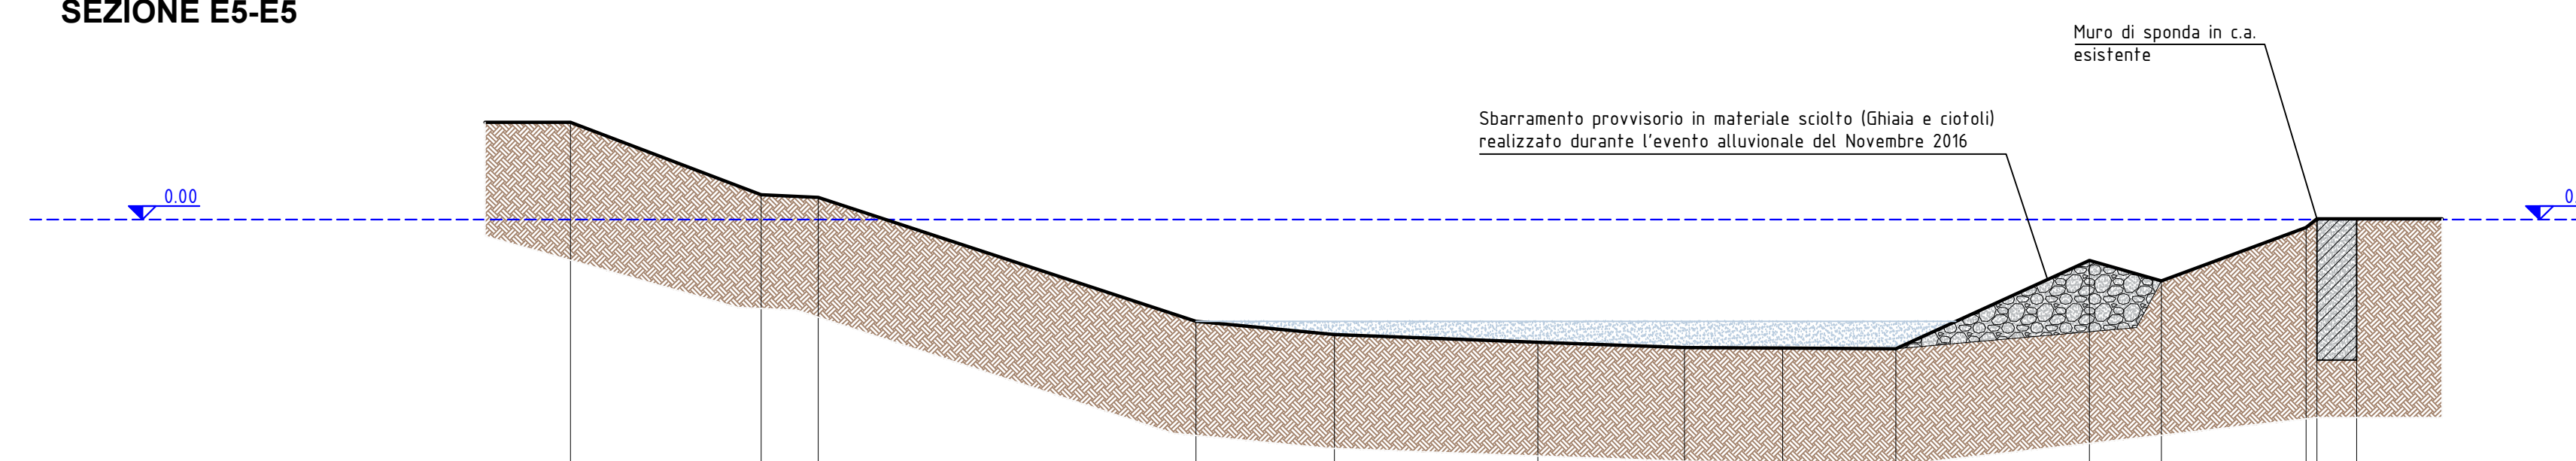 SEZIONE E5-E5
Muro di sponda in c.a.
esistente
Sbarramento provvisorio in materiale sciolto (Ghiaia e ciotoli)
realizzato durante l'evento alluvionale del Novembre 2016
0.00